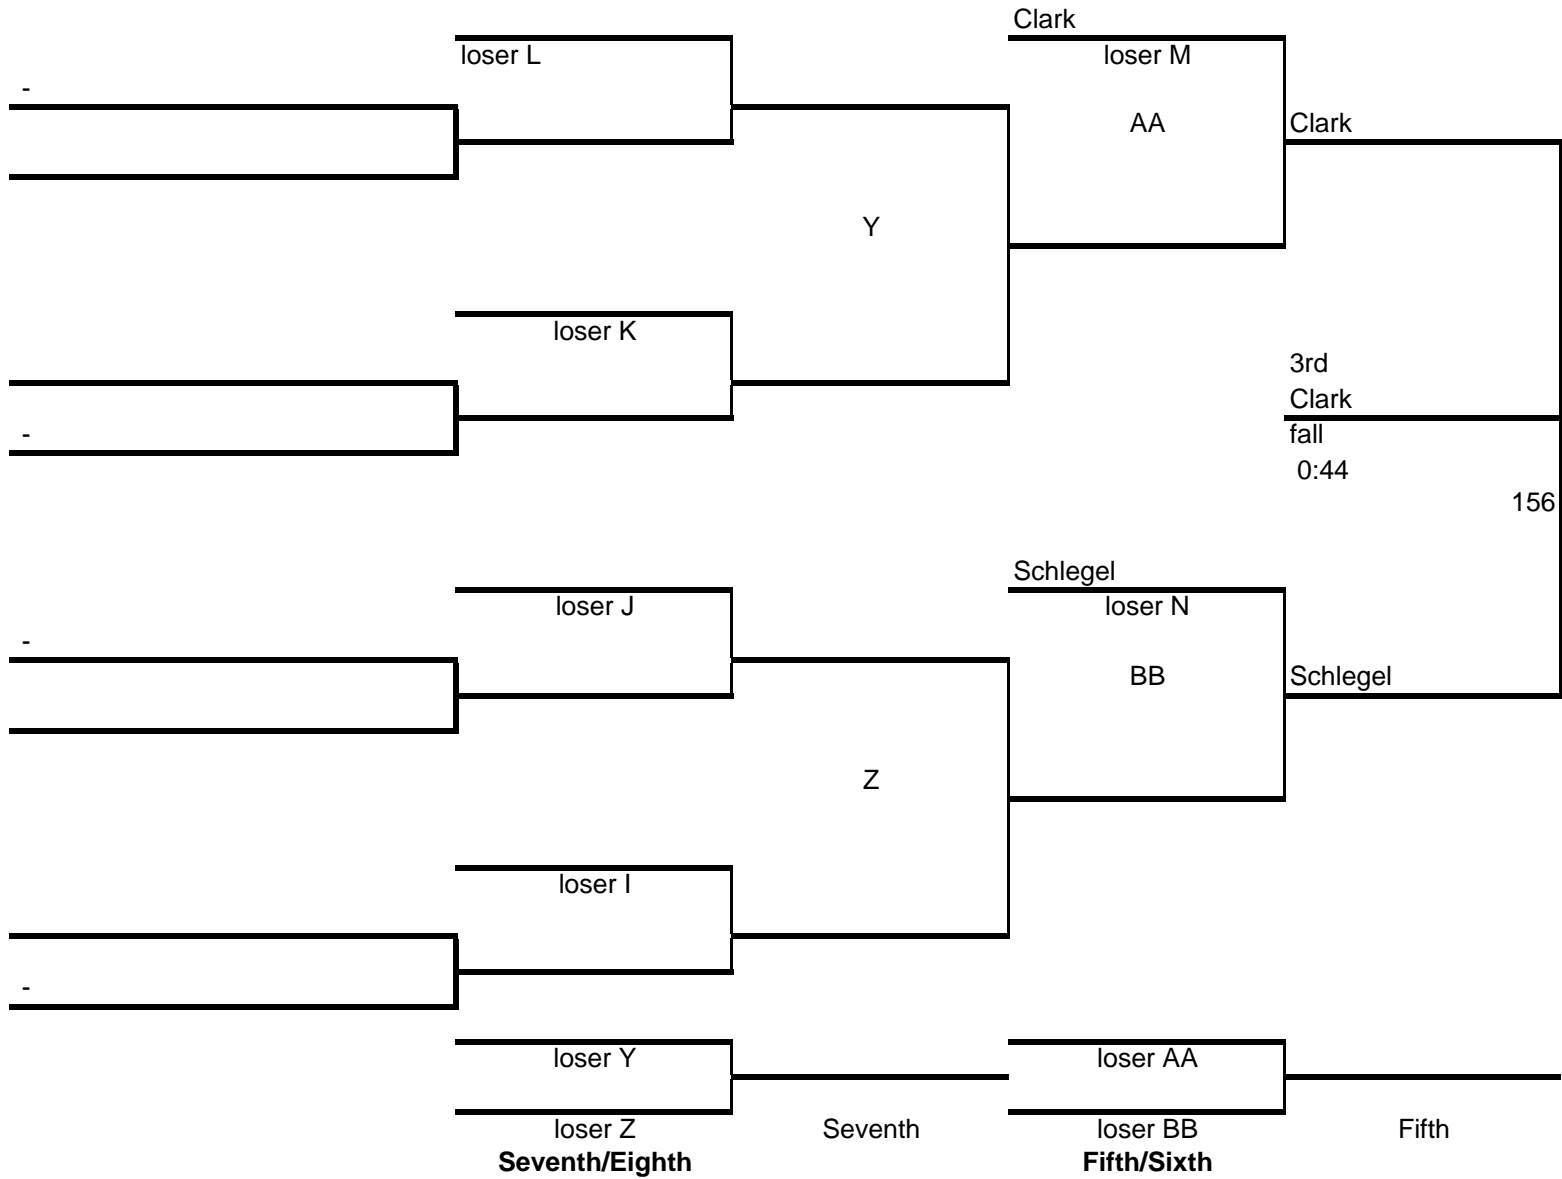 Clark
loser L
loser M
-
AA
Clark
Y
loser K
3rd
Clark
-
fall
0:44
156
Schlegel
loser J
loser N
-
BB
Schlegel
Z
loser I
-
loser Y
loser AA
loser Z
Seventh
loser BB
Fifth
Seventh/Eighth
Fifth/Sixth